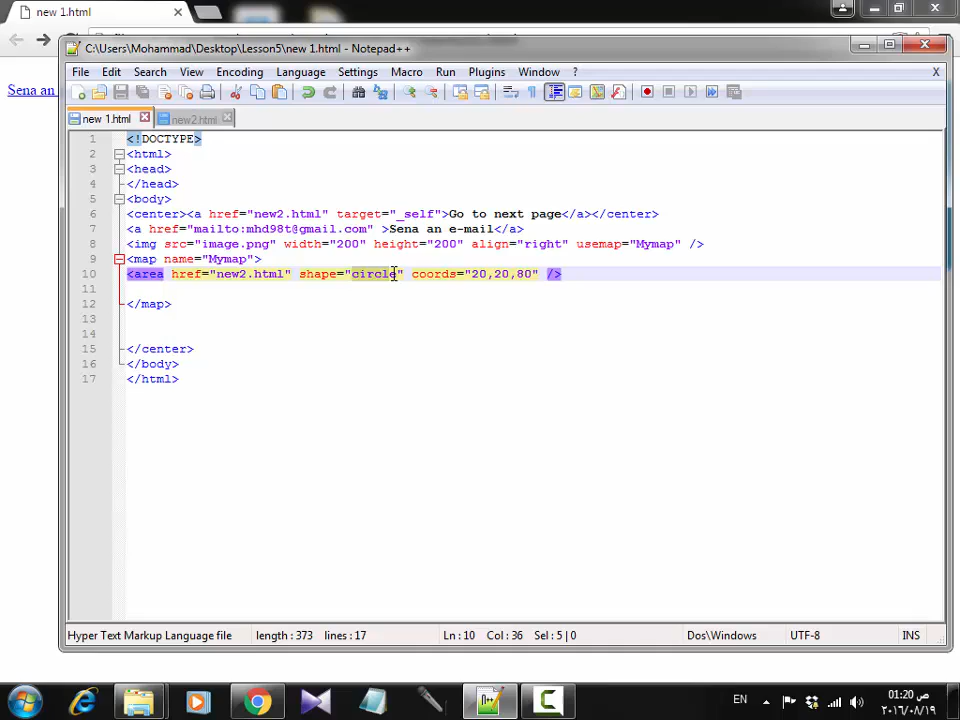 new 1.html
C:\Users\Mohammad\Desktop\Lesson5\new 1.html - Notepad++
File Edit Search View Encoding Language Settings Macro Run Plugins Window ? X
Sena an
new 1.html new2.html
1 <!DOCTYPE>
2 <html>
3 <head>
4 </head>
5 <body>
6 <center><a href="new2.html" target="_self">Go to next page</a></center>
7 <a href="mailto:mhd98t@gmail.com" >Sena an e-mail</a>
8 <img src="image.png" width="200" height="200" align="right" usemap="Mymap" />
9 <map name="Mymap">
10 <area href="new2.html" shape="circle" coords="20,20,80" />
11
12 </map>
13
14
15 </center>
16 </body>
17 </html>
Hyper Text Markup Language file length : 373 lines : 17 Ln : 10 Col : 36 Sel : 5 | 0 Dos\Windows UTF-8 INS
EN
01:20 ص
٢٠١٦/٠٨/١٩